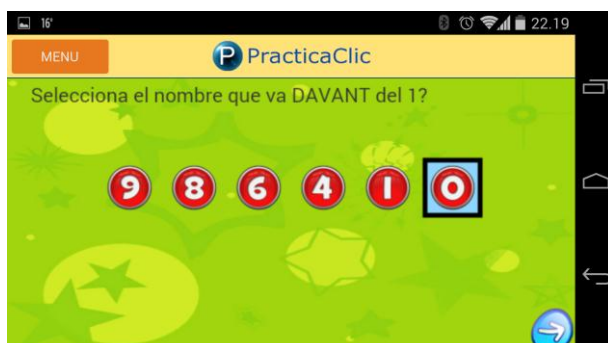 16° 22.19
MENU P PracticaClic
Selecciona el nombre que va DAVANT del 1?
9 8 6 4 1 0